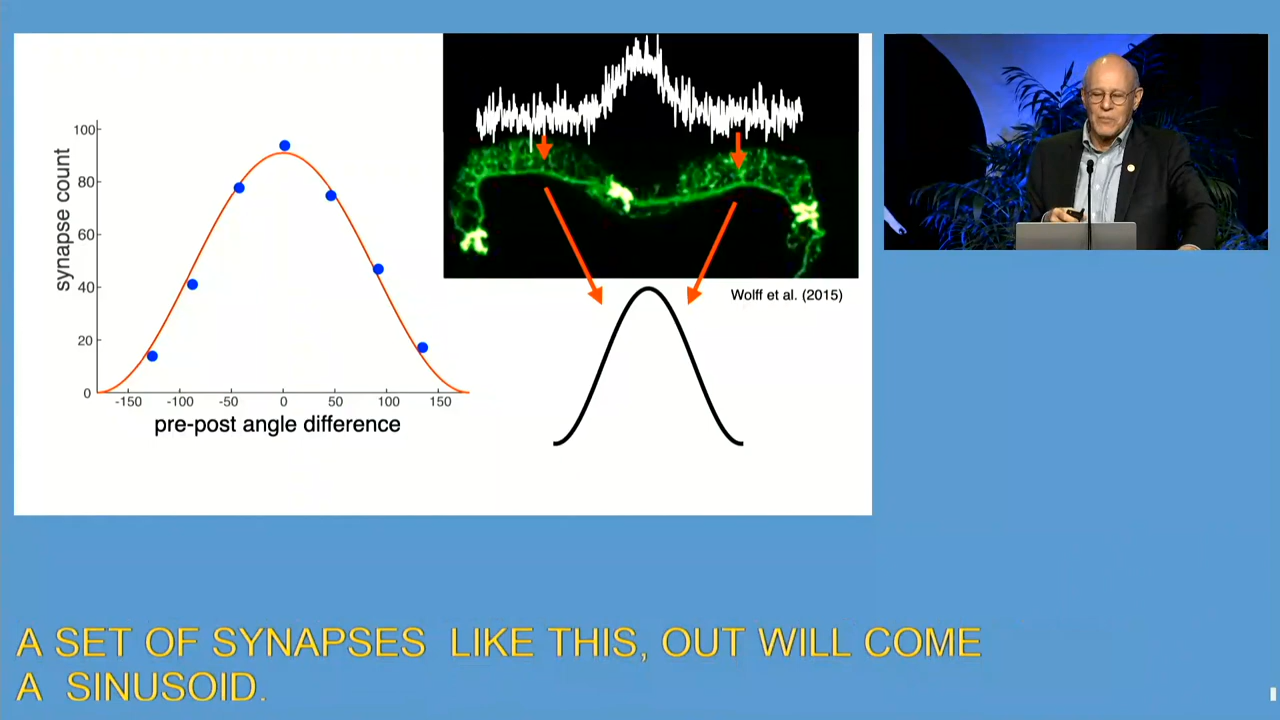 100
80
60
40
20
0
synapse count
-150 -100 -50 0 50 100 150
pre-post angle difference
Wolff et al. (2015)
A SET OF SYNAPSES LIKE THIS, OUT WILL COME
A SINUSOID.